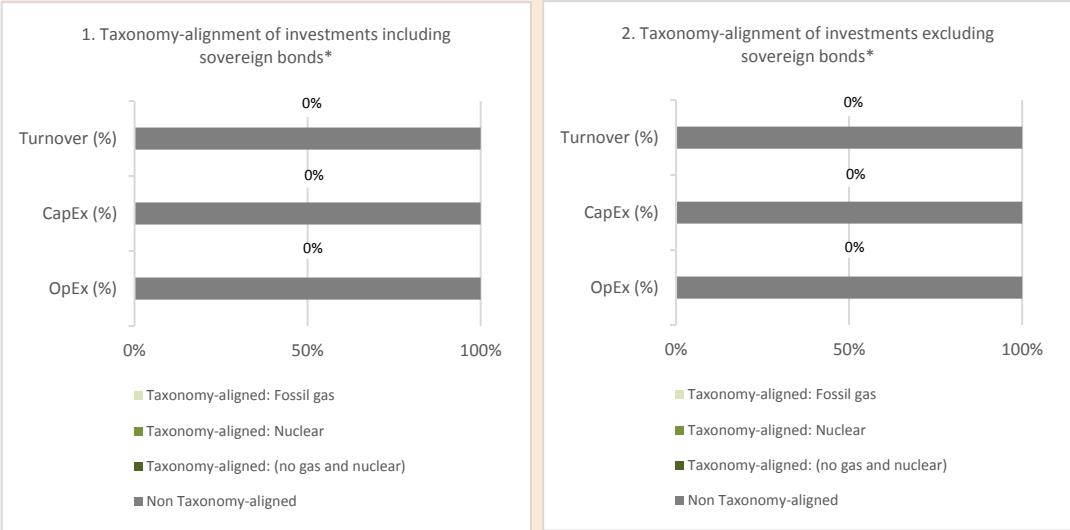 1. Taxonomy-alignment of investments including
sovereign bonds*
0%
Turnover (%)
0%
CapEx (%)
0%
OpEx (%)
0%
50%
100%
Taxonomy-aligned: Fossil gas
Taxonomy-aligned: Nuclear
Taxonomy-aligned: (no gas and nuclear)
Non Taxonomy-aligned
2. Taxonomy-alignment of investments excluding
sovereign bonds*
0%
Turnover (%)
0%
CapEx (%)
0%
OpEx (%)
0%
50%
100%
Taxonomy-aligned: Fossil gas
Taxonomy-aligned: Nuclear
Taxonomy-aligned: (no gas and nuclear)
Non Taxonomy-aligned